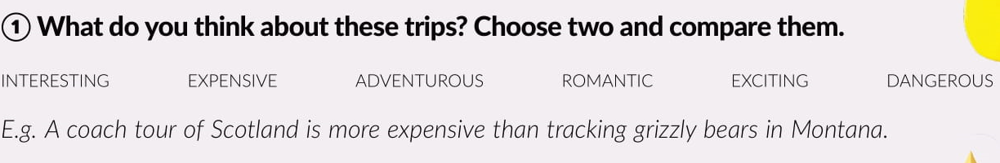 ① What do you think about these trips? Choose two and compare them.
INTERESTING EXPENSIVE ADVENTUROUS ROMANTIC EXCITING DANGEROUS
E.g. A coach tour of Scotland is more expensive than tracking grizzly bears in Montana.